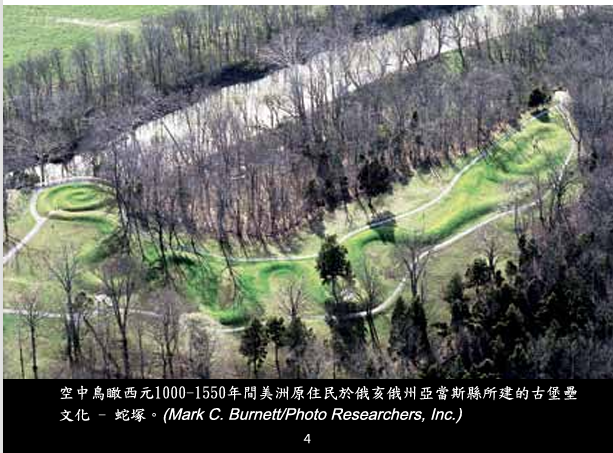 空中鳥瞰西元1000-1550年間美洲原住民於俄亥俄州亞當斯縣所建的古堡壘
文化 - 蛇塚。(Mark C. Burnett/Photo Researchers, Inc.)
4